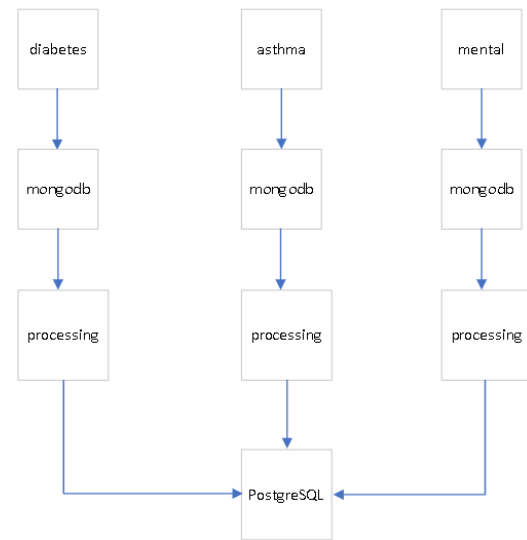 diabetes
asthma
mental
mongodb
mongodb
mongodb
processing
processing
processing
PostgreSQL